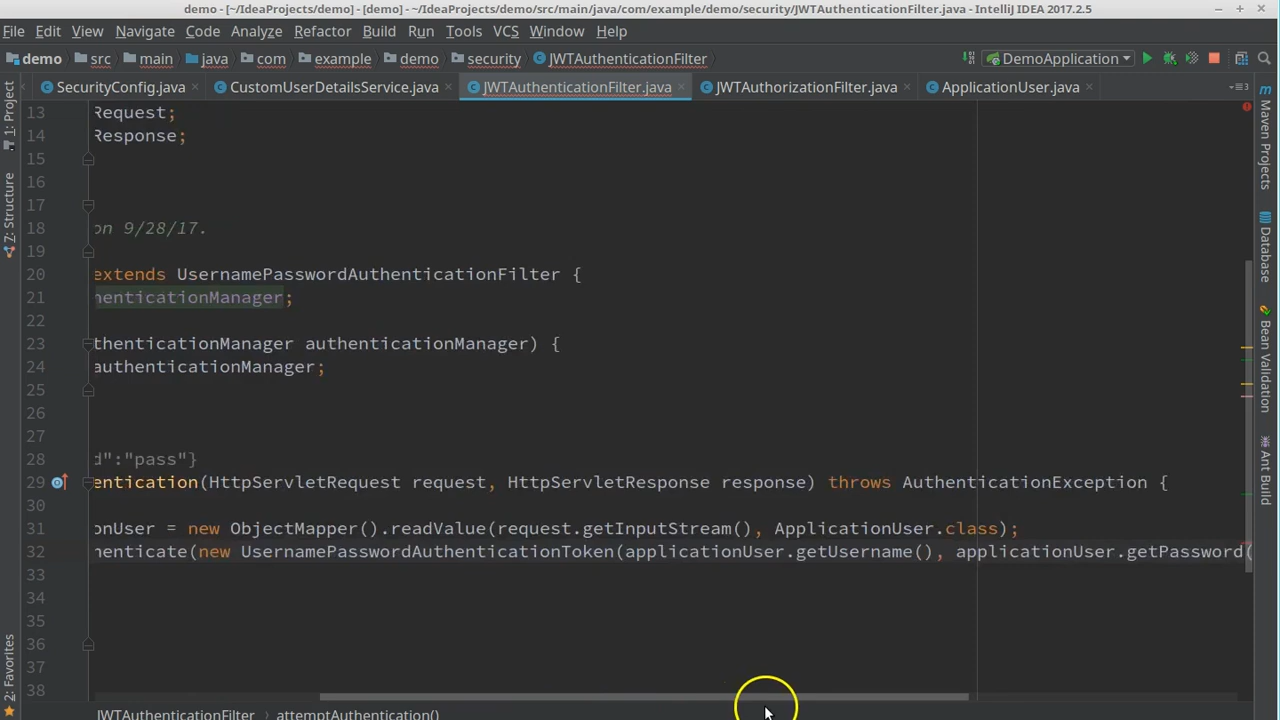 demo - [~/IdeaProjects/demo] - [demo] - ~/IdeaProjects/demo/src/main/java/com/example/demo/security/JWTAuthenticationFilter.java - IntelliJ IDEA 2017.2.5
File Edit View Navigate Code Analyze Refactor Build Run Tools VCS Window Help
demo src main java com example demo security JWTAuthenticationFilter DemoApplication
SecurityConfig.java CustomUserDetailsService.java JWTAuthenticationFilter.java JWTAuthorizationFilter.java ApplicationUser.java
1: Project
Z: Structure
2: Favorites
13 Request;
14 Response;
15
16
17
18 on 9/28/17.
19
20 extends UsernamePasswordAuthenticationFilter {
21 henticationManager;
22
23 thenticationManager authenticationManager) {
24 authenticationManager;
25
26
27
28 d":"pass"}
29 entication(HttpServletRequest request, HttpServletResponse response) throws AuthenticationException {
30
31 onUser = new ObjectMapper().readValue(request.getInputStream(), ApplicationUser.class);
32 henticate(new UsernamePasswordAuthenticationToken(applicationUser.getUsername(), applicationUser.getPassword(
33
34
35
36
37
38
JWTAuthenticationFilter attemptAuthentication()
Maven Projects
Database
Bean Validation
Ant Build